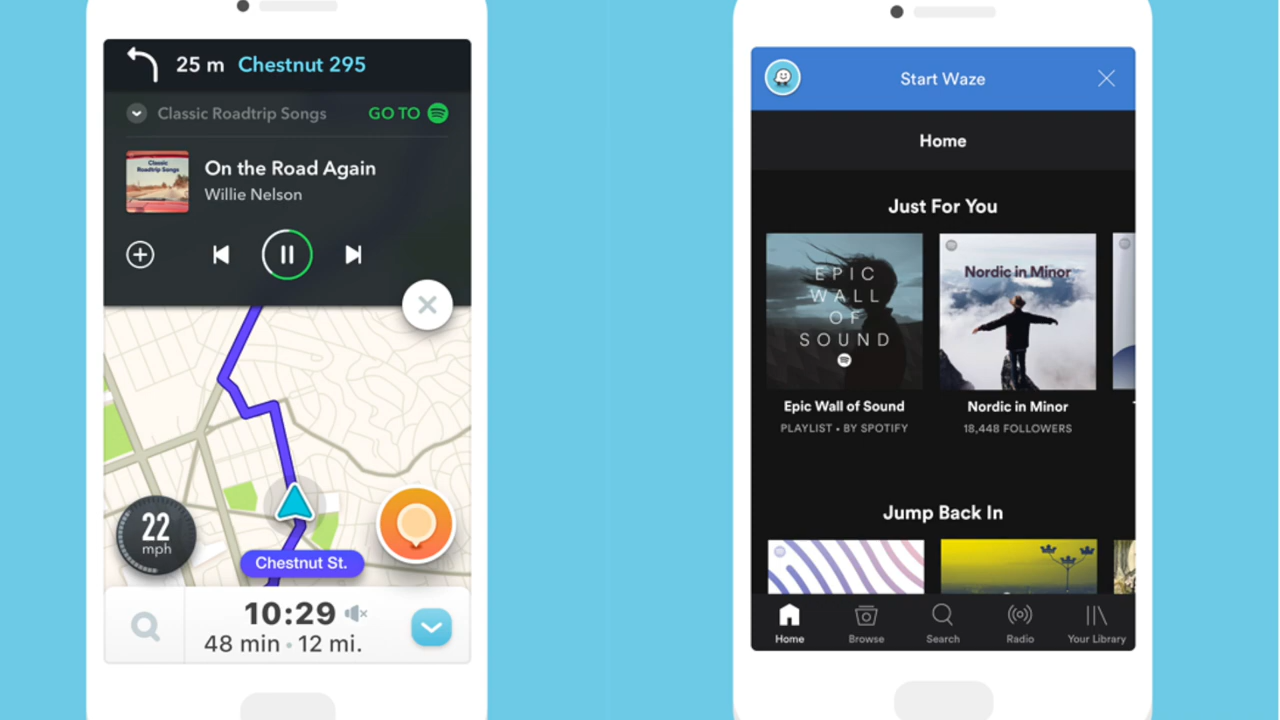 25 m Chestnut 295
Classic Roadtrip Songs GO TO
Classic
Roadtrip Songs
On the Road Again
Willie Nelson
22
mph
Chestnut St.
10:29
48 min • 12 mi.
Start Waze
Home
Just For You
EPIC
WALL
OF
SOUND
Nordic in Minor
Epic Wall of Sound
PLAYLIST • BY SPOTIFY
Nordic in Minor
18,448 FOLLOWERS
Jump Back In
Home Browse Search Radio Your Library